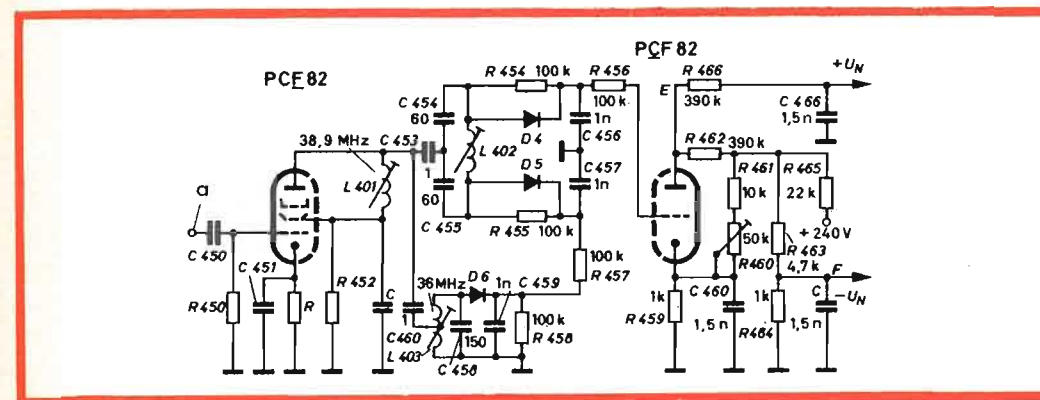 PCF 82
PCF 82
R 454 100 k
R 456
100 k
R 466
390 k
E
+U_N
C 466
1,5 n
C 454
60
C 453
1
38,9 MHz
L 401
D 4
L 402
D 5
1n
C 456
C 457
1n
60
C 455
R 455
100 k
R 462
390 k
R 461
10 k
R 465
22 k
50 k
R 460
+ 240 V
R 463
4,7 k
F
-U_N
a
C 450
R 450
C 451
R
R 452
C
1
C 460
36 MHz
L 403
D 6
1n
C 459
150
C 458
100 k
R 458
100 k
R 457
1k
R 459
C 460
1,5 n
1k
R 464
C
1,5 n